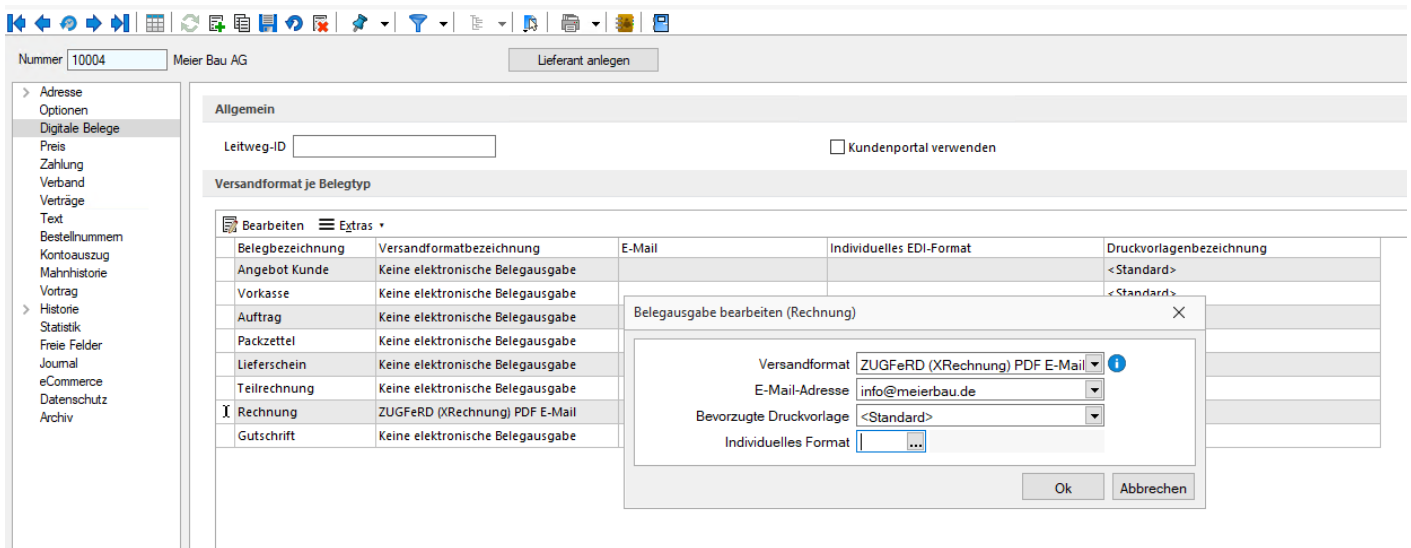 Nummer 10004 Meier Bau AG Lieferant anlegen
Adresse
Optionen
Digitale Belege
Preis
Zahlung
Verband
Verträge
Text
Bestellnummern
Kontoauszug
Mahnhistorie
Vortrag
Historie
Statistik
Freie Felder
Journal
eCommerce
Datenschutz
Archiv
Allgemein
Leitweg-ID Kundenportal verwenden
Versandformat je Belegtyp
Bearbeiten Extras
Belegbezeichnung Versandformatbezeichnung E-Mail Individuelles EDI-Format Druckvorlagenbezeichnung
Angebot Kunde Keine elektronische Belegausgabe <Standard>
Vorkasse Keine elektronische Belegausgabe <Standard>
Auftrag Keine elektronische Belegausgabe
Packzettel Keine elektronische Belegausgabe
Lieferschein Keine elektronische Belegausgabe
Teilrechnung Keine elektronische Belegausgabe
Rechnung ZUGFeRD (XRechnung) PDF E-Mail
Gutschrift Keine elektronische Belegausgabe
Belegausgabe bearbeiten (Rechnung)
Versandformat ZUGFeRD (XRechnung) PDF E-Mail
E-Mail-Adresse info@meierbau.de
Bevorzugte Druckvorlage <Standard>
Individuelles Format ...
Ok Abbrechen